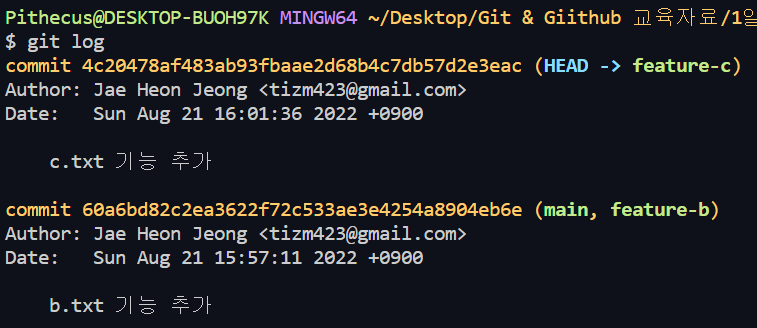 Pithecus@DESKTOP-BUOH97K MINGW64 ~/Desktop/Git & Giithub 교육자료/1일
$ git log
commit 4c20478af483ab93fbaae2d68b4c7db57d2e3eac (HEAD -> feature-c)
Author: Jae Heon Jeong <tizm423@gmail.com>
Date:   Sun Aug 21 16:01:36 2022 +0900
    c.txt 기능 추가
commit 60a6bd82c2ea3622f72c533ae3e4254a8904eb6e (main, feature-b)
Author: Jae Heon Jeong <tizm423@gmail.com>
Date:   Sun Aug 21 15:57:11 2022 +0900
    b.txt 기능 추가